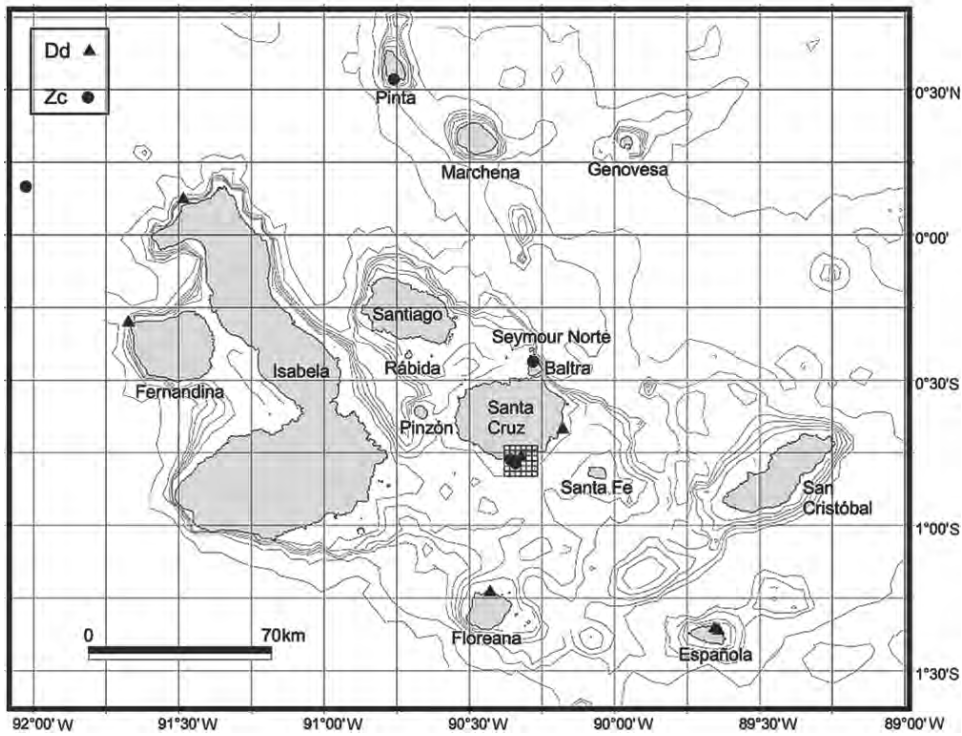 Dd
Zc
Pinta
0°30'N
Marchena
Genovesa
0°00'
Santiago
Seymour Norte
Rábida
Baltra
Isabela
Fernandina
0°30'S
Santa
Cruz
Pinzón
Santa Fe
San
Cristóbal
1°00'S
0
70km
Floreana
Española
1°30'S
92°00'W
91°30'W
91°00'W
90°30'W
90°00'W
89°30'W
89°00'W